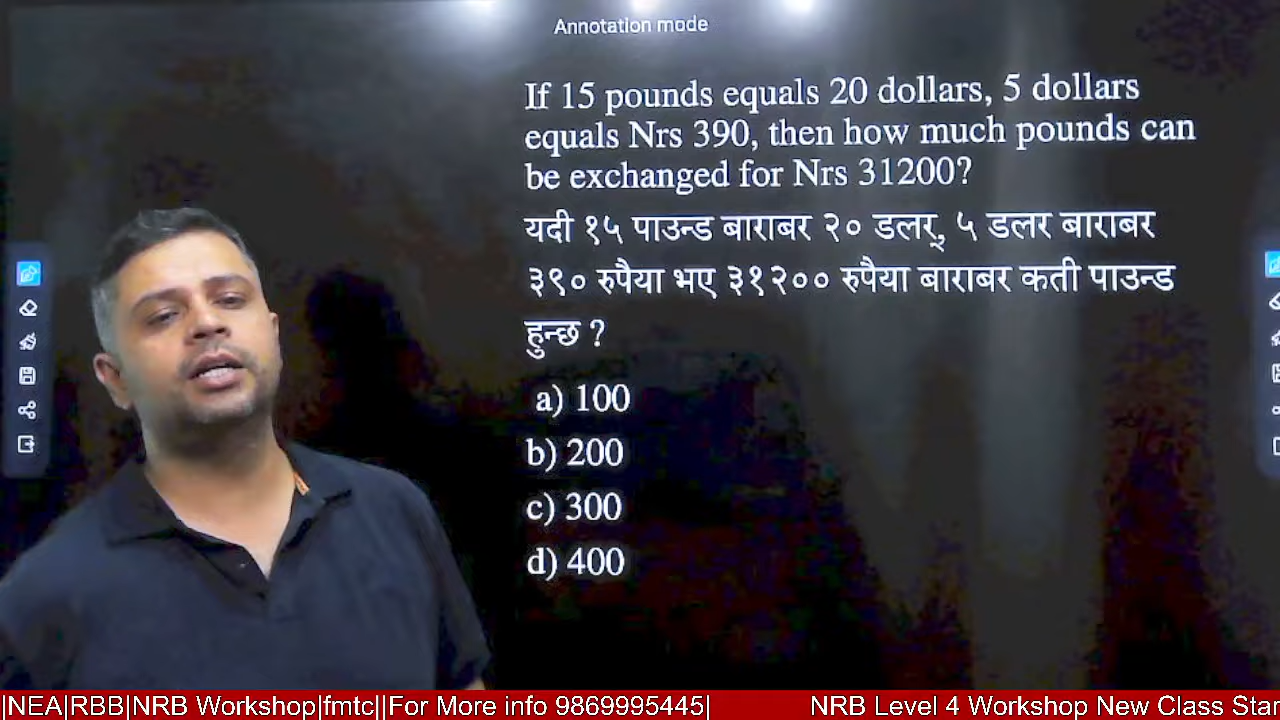 Annotation mode
If 15 pounds equals 20 dollars, 5 dollars
equals Nrs 390, then how much pounds can
be exchanged for Nrs 31200?
यदी १५ पाउन्ड बाराबर २० डलर्, ५ डलर बाराबर
३९० रुपैया भए ३१२०० रुपैया बाराबर कती पाउन्ड
हुन्छ ?
a) 100
b) 200
c) 300
d) 400
|NEA|RBB|NRB Workshop|fmtc||For More info 9869995445| NRB Level 4 Workshop New Class Star